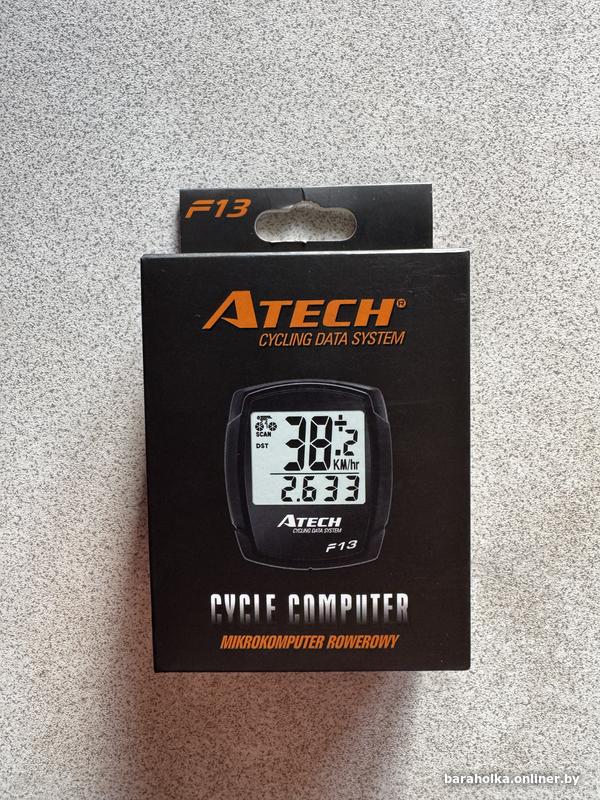 F13
ATECH®
CYCLING DATA SYSTEM
SCAN
DST
38.2
KM/hr
2.633
ATECH
CYCLING DATA SYSTEM
F13
CYCLE COMPUTER
MIKROKOMPUTER ROWEROWY
baraholka.onliner.by